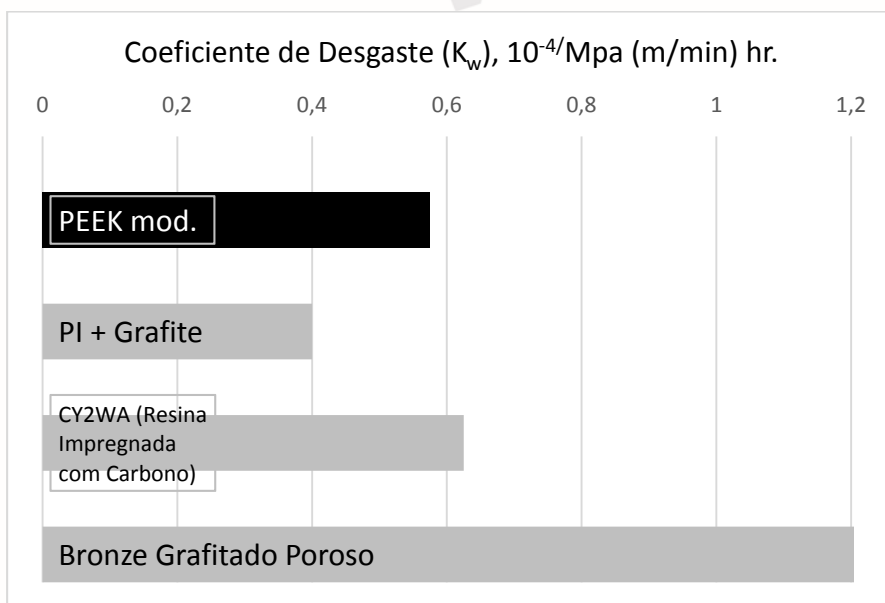 Coeficiente de Desgaste (Kw), 10-4/Mpa (m/min) hr.
0 0,2 0,4 0,6 0,8 1 1,2
PEEK mod.
PI + Grafite
CY2WA (Resina
Impregnada
com Carbono)
Bronze Grafitado Poroso